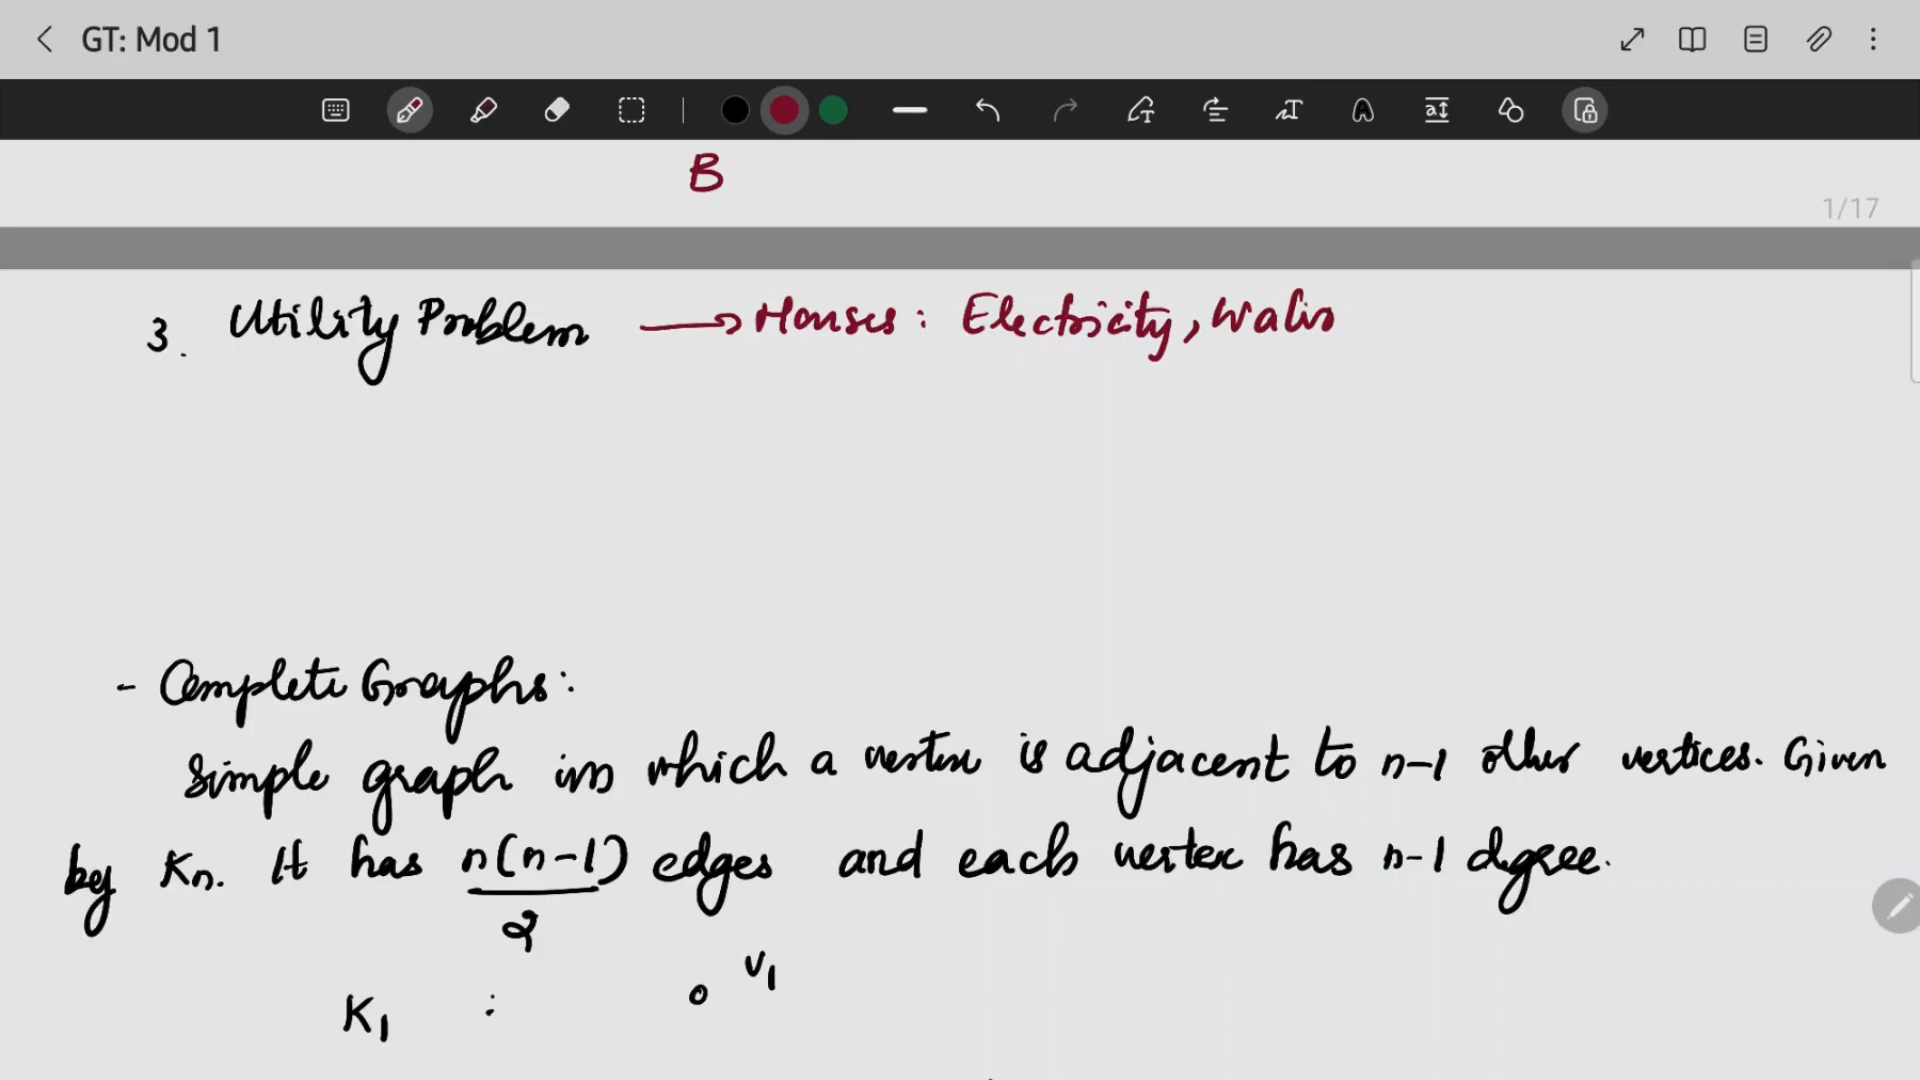 GT: Mod 1
B
1/17
3. Utility Problem → Houses: Electricity, Water
- Complete Graphs:
Simple graph in which a vertex is adjacent to n-1 other vertices. Given
by Kn. It has n(n-1)/2 edges and each vertex has n-1 degree.
K1 : v1